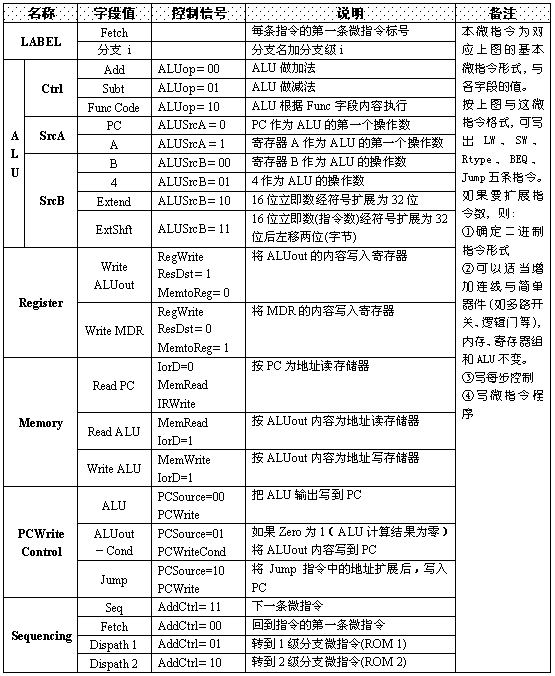 名称 字段值 控制信号 说明 备注
LABEL
Fetch 每条指令的第一条微指令标号
分支 i 分支名加分支级 i
ALU
Ctrl
Add ALUop= 00 ALU 做加法
Subt ALUop= 01 ALU 做减法
Func Code ALUop= 10 ALU 根据 Func 字段内容执行
SrcA
PC ALUSrcA= 0 PC 作为 ALU 的第一个操作数
A ALUSrcA= 1 寄存器 A 作为 ALU 的第一个操作数
SrcB
B ALUSrcB= 00 寄存器 B 作为 ALU 的操作数
4 ALUSrcB= 01 4 作为 ALU 的操作数
Extend ALUSrcB= 10 16 位立即数经符号扩展为 32 位
ExtShft ALUSrcB= 11 16 位立即数(指令数)经符号扩展为 32
位后左移两位(字节)
Register
Write
ALUout
RegWrite
ResDst= 1
MemtoReg= 0
将 ALUout 的内容写入寄存器
Write MDR
RegWrite
ResDst= 0
MemtoReg= 1
将 MDR 的内容写入寄存器
Memory
Read PC
IorD=0
MemRead
IRWrite
按 PC 为地址读存储器
Read ALU
MemRead
IorD=1
按 ALUout 内容为地址读存储器
Write ALU
MemWrite
IorD=1
按 ALUout 内容为地址写存储器
PCWrite
Control
ALU
PCSource=00
PCWrite
把 ALU 输出写到 PC
ALUout
－Cond
PCSource=01
PCWriteCond
如果 Zero 为 1（ALU 计算结果为零）
将 ALUout 内容写到 PC
Jump
PCSource=10
PCWrite
将 Jump 指令中的地址扩展后，写入
PC
Sequencing
Seq AddCtrl= 11 下一条微指令
Fetch AddCtrl= 00 回到指令的第一条微指令
Dispath 1 AddCtrl= 01 转到 1 级分支微指令(ROM 1)
Dispath 2 AddCtrl= 10 转到 2 级分支微指令(ROM 2)
本微指令为对
应上图的基本
微指令形式，与
各字段的值。
按上图与这微
指令格式，可写
出 LW、SW、
Rtype、BEQ、
Jump 五条指令。
如果要扩展指
令数，则：
①确定二进制
指令形式
②可以适当增
加连线与简单
器件(如多路开
关、逻辑门等)，
内存、寄存器组
和 ALU 不变。
③写每步控制
④写微指令程
序